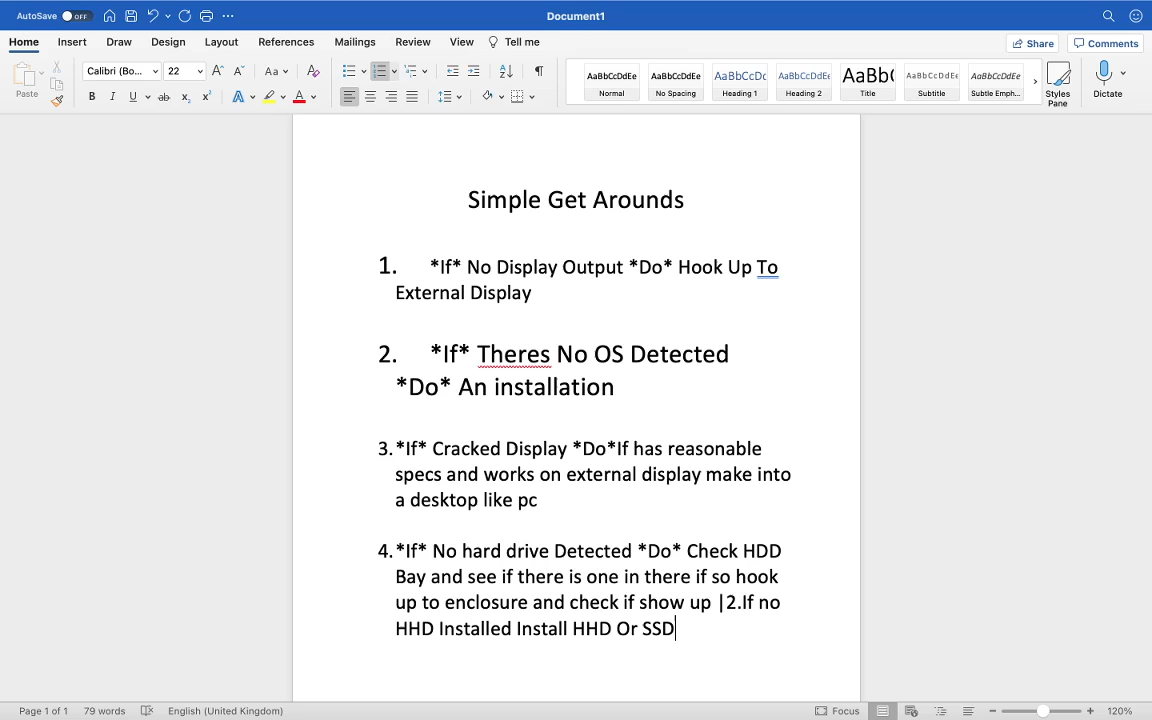 AutoSave OFF Document1
Home Insert Draw Design Layout References Mailings Review View Tell me Share Comments
Paste Calibri (Bo... 22 Aa AaBbCcDdEe AaBbCcDdEe AaBbCcDc AaBbCcDdEe AaBb( AaBbCcDdEe AaBbCcDdEe
B I U ab x₂ x² A A Normal No Spacing Heading 1 Heading 2 Title Subtitle Subtle Emph... Styles Pane Dictate
Simple Get Arounds
1. *If* No Display Output *Do* Hook Up To
External Display
2. *If* Theres No OS Detected
*Do* An installation
3. *If* Cracked Display *Do*If has reasonable
specs and works on external display make into
a desktop like pc
4. *If* No hard drive Detected *Do* Check HDD
Bay and see if there is one in there if so hook
up to enclosure and check if show up |2.If no
HHD Installed Install HHD Or SSD
Page 1 of 1 79 words English (United Kingdom) Focus 120%